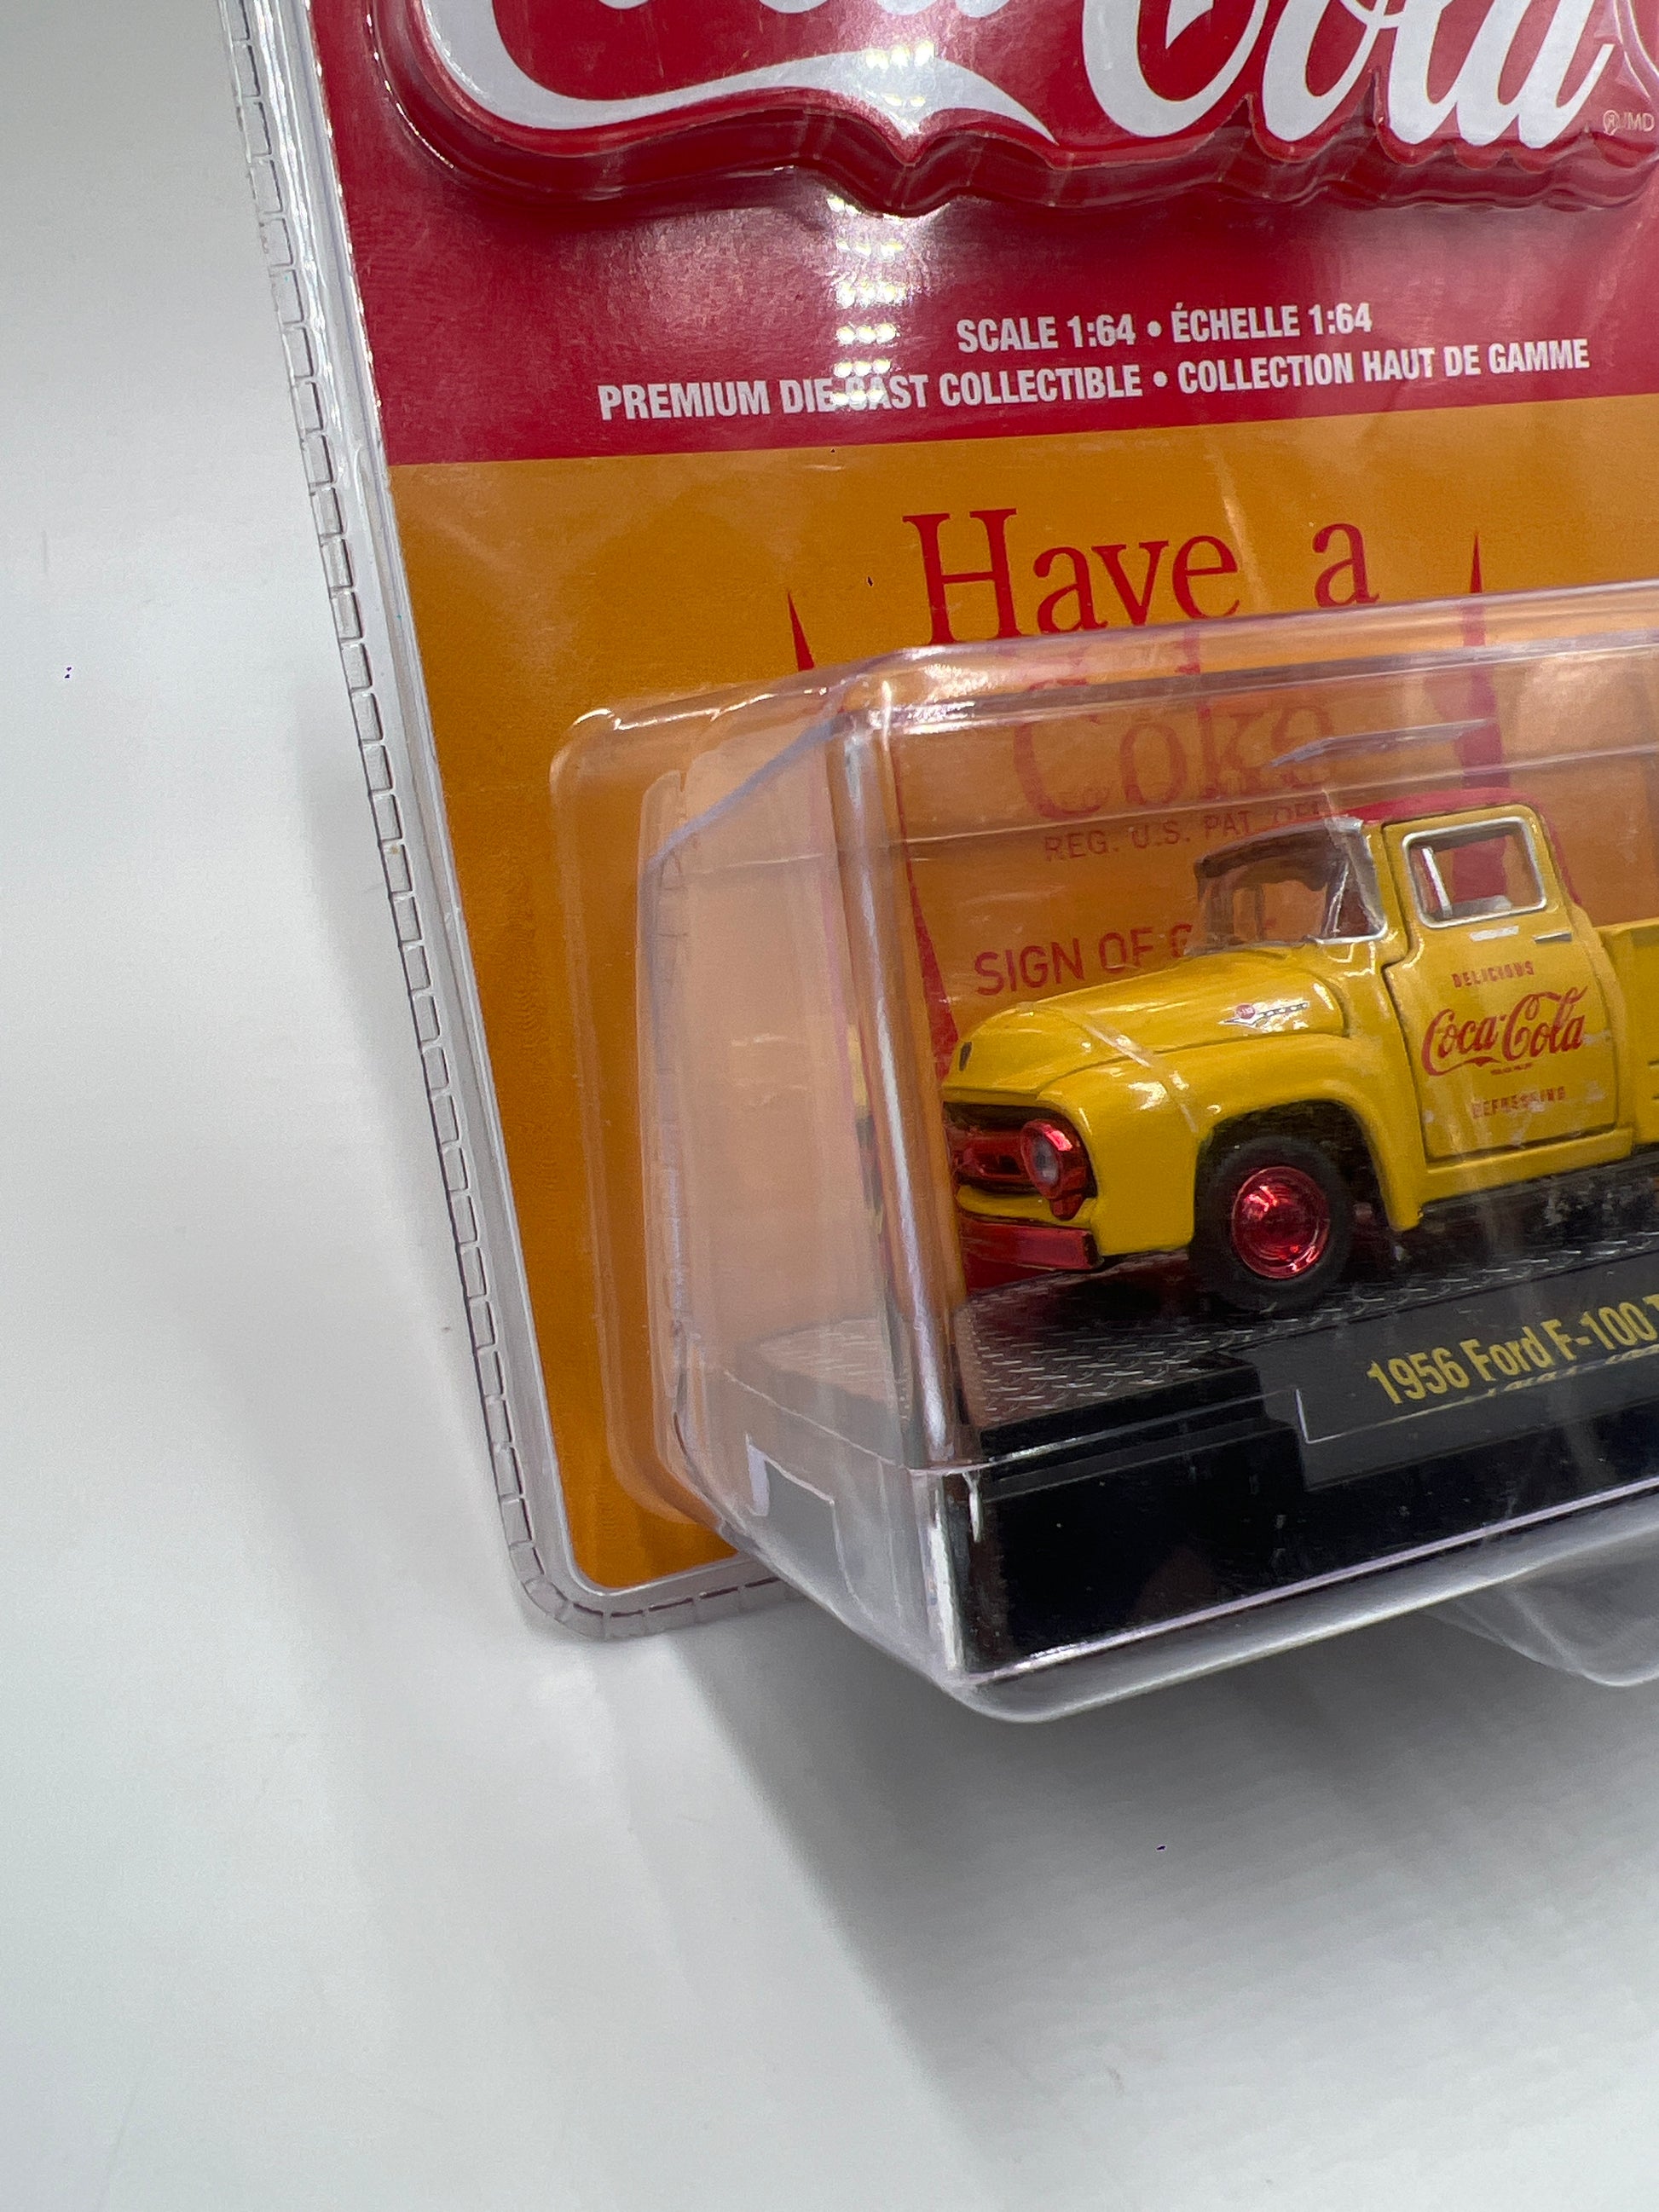 Cola
®/MD
SCALE 1:64 • ÉCHELLE 1:64
PREMIUM DIE-CAST COLLECTIBLE • COLLECTION HAUT DE GAMME
Have a
Coke
REG. U.S. PAT. OFF.
SIGN OF
DELICIOUS
Coca-Cola
REFRESHING
1956 Ford F-100